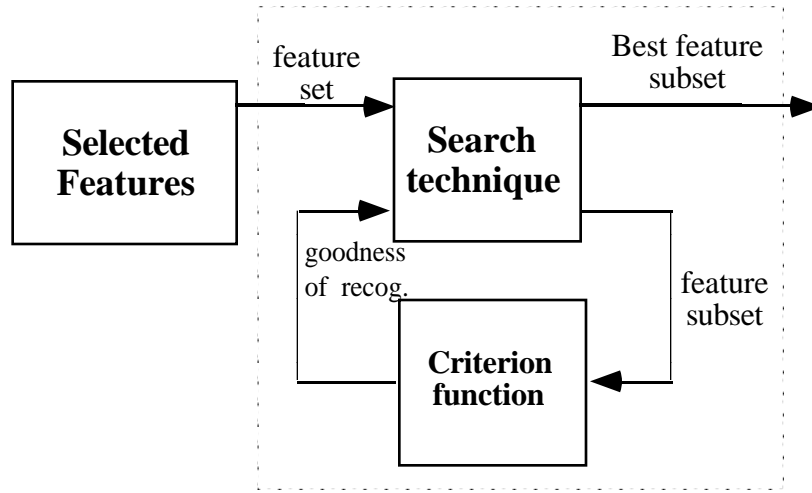 Selected
Features
feature
set
Search
technique
Best feature
subset
goodness
of recog.
feature
subset
Criterion
function